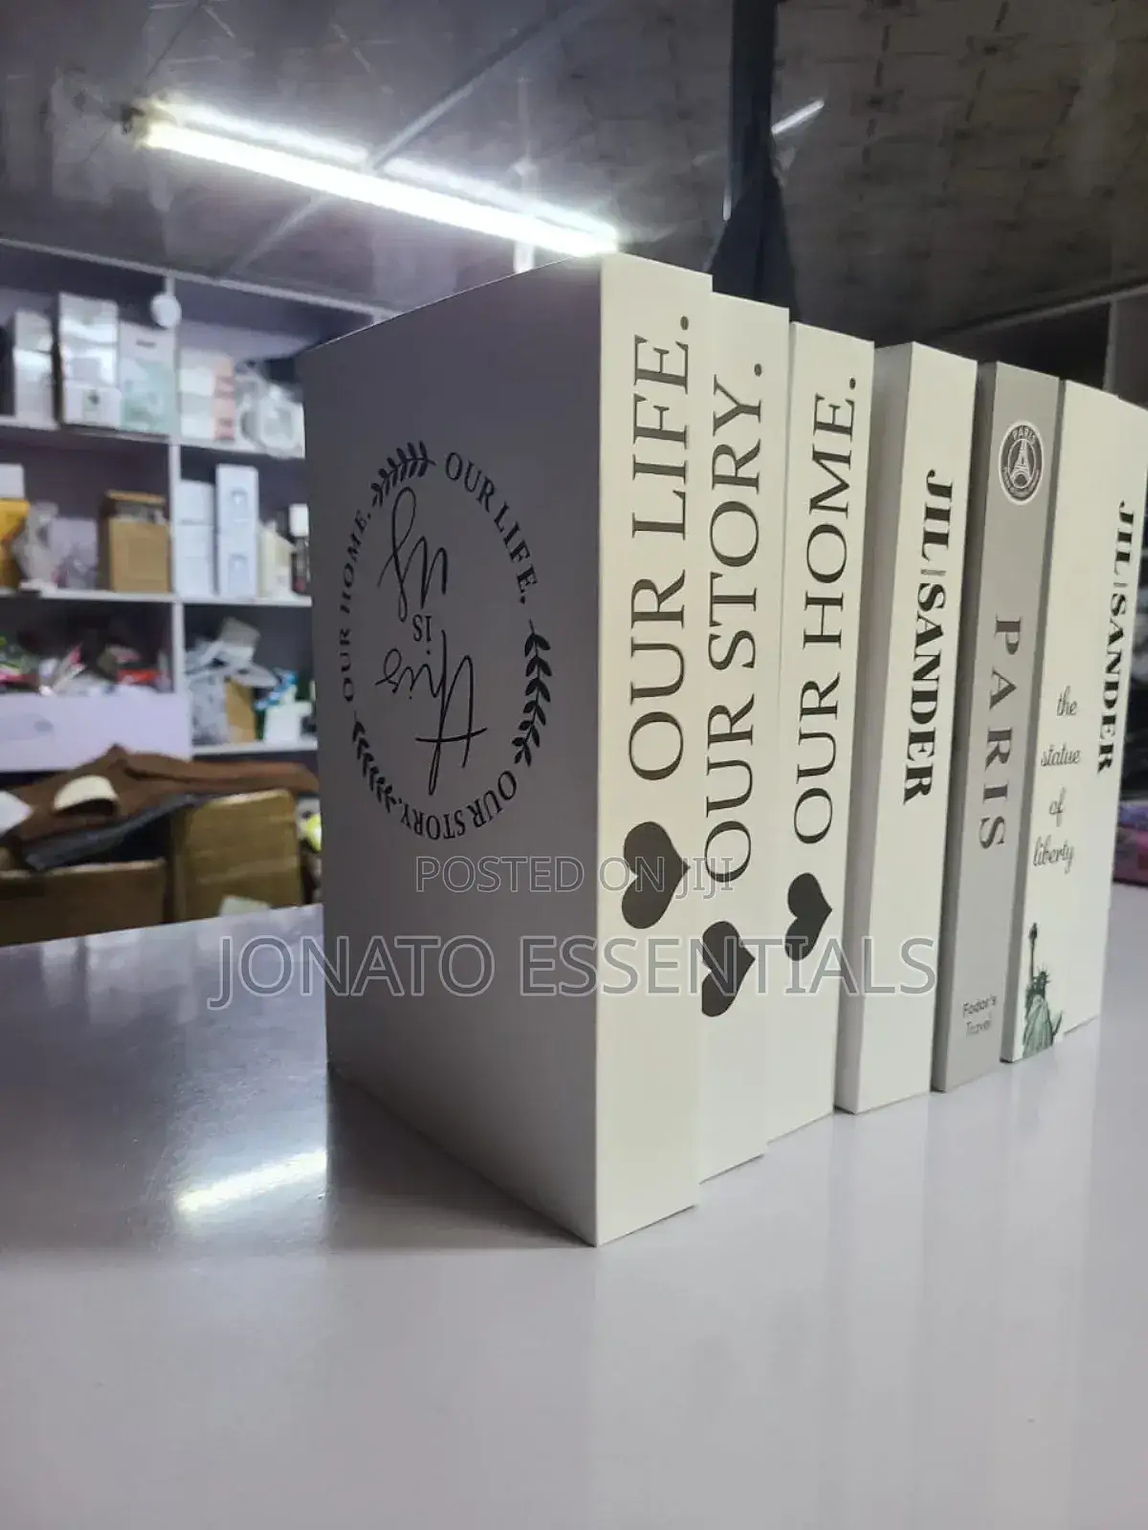 OUR LIFE. OUR STORY. OUR HOME.
this
IS
us
OUR LIFE.
OUR STORY.
OUR HOME.
JIL SANDER
PARIS
PARIS
Fodor's
Travel
the
statue
of
liberty
JIL SANDER
POSTED ON JIJI
JONATO ESSENTIALS